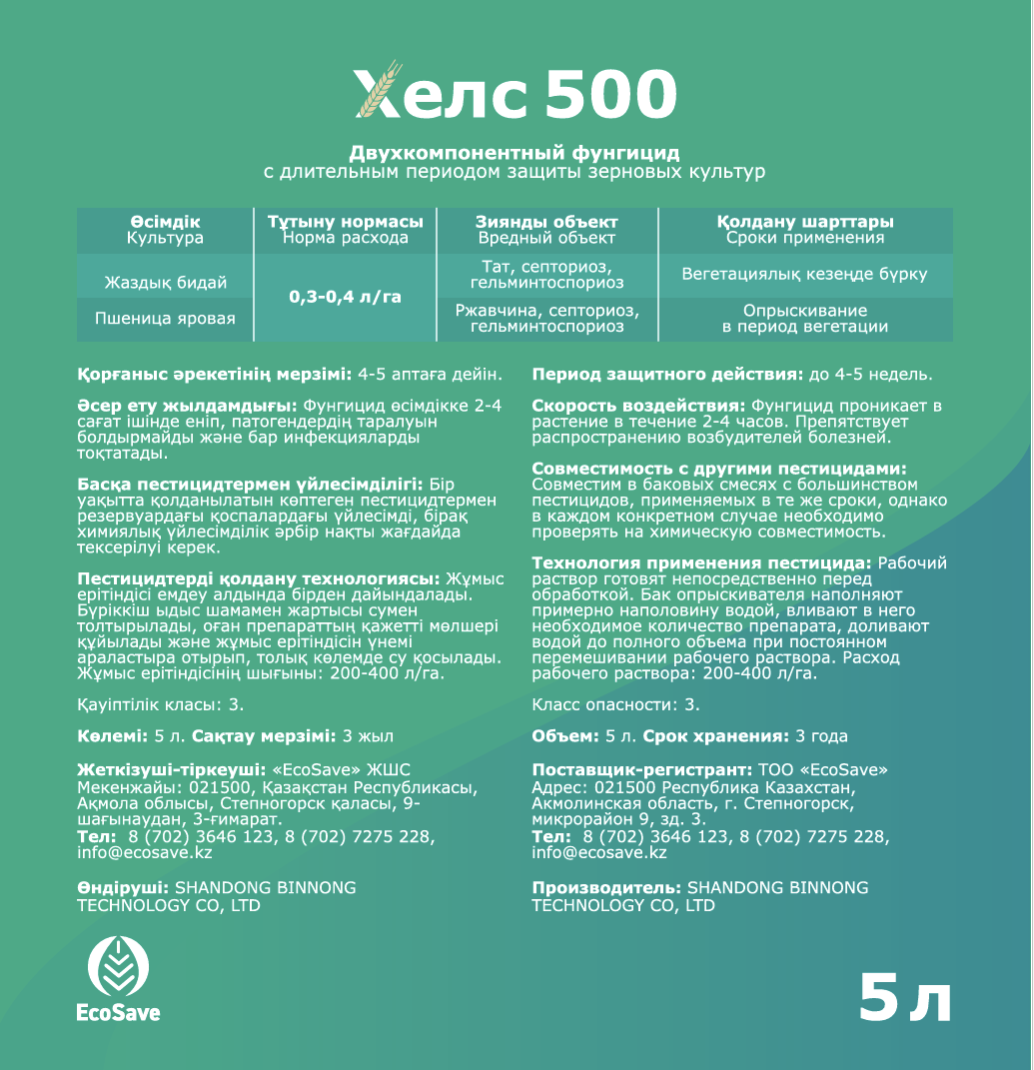 Хелс 500
Двухкомпонентный фунгицид
с длительным периодом защиты зерновых культур
Өсімдік
Культура
Тұтыну нормасы
Норма расхода
Зиянды объект
Вредный объект
Қолдану шарттары
Сроки применения
Жаздық бидай
Пшеница яровая
0,3-0,4 л/га
Тат, септориоз,
гельминтоспориоз
Ржавчина, септориоз,
гельминтоспориоз
Вегетациялық кезеңде бүрку
Опрыскивание
в период вегетации
Қорғаныс әрекетінің мерзімі: 4-5 аптаға дейін.
Әсер ету жылдамдығы: Фунгицид өсімдікке 2-4
сағат ішінде еніп, патогендердің таралуын
болдырмайды және бар инфекцияларды
тоқтатады.
Басқа пестицидтермен үйлесімділігі: Бір
уақытта қолданылатын көптеген пестицидтермен
резервуардағы қоспалардағы үйлесімді, бірақ
химиялық үйлесімділік әрбір нақты жағдайда
тексерілуі керек.
Пестицидтерді қолдану технологиясы: Жұмыс
ерітіндісі емдеу алдында бірден дайындалады.
Бүріккіш ыдыс шамамен жартысы сумен
толтырылады, оған препараттың қажетті мөлшері
құйылады және жұмыс ерітіндісін үнемі
араластыра отырып, толық көлемде су қосылады.
Жұмыс ерітіндісінің шығыны: 200-400 л/га.
Қауіптілік класы: 3.
Көлемі: 5 л. Сақтау мерзімі: 3 жыл
Жеткізуші-тіркеуші: «EcoSave» ЖШС
Мекенжайы: 021500, Қазақстан Республикасы,
Ақмола облысы, Степногорск қаласы, 9-
шағынаудан, 3-ғимарат.
Тел: 8 (702) 3646 123, 8 (702) 7275 228,
info@ecosave.kz
Өндіруші: SHANDONG BINNONG
TECHNOLOGY CO, LTD
Период защитного действия: до 4-5 недель.
Скорость воздействия: Фунгицид проникает в
растение в течение 2-4 часов. Препятствует
распространению возбудителей болезней.
Совместимость с другими пестицидами:
Совместим в баковых смесях с большинством
пестицидов, применяемых в те же сроки, однако
в каждом конкретном случае необходимо
проверять на химическую совместимость.
Технология применения пестицида: Рабочий
раствор готовят непосредственно перед
обработкой. Бак опрыскивателя наполняют
примерно наполовину водой, вливают в него
необходимое количество препарата, доливают
водой до полного объема при постоянном
перемешивании рабочего раствора. Расход
рабочего раствора: 200-400 л/га.
Класс опасности: 3.
Объем: 5 л. Срок хранения: 3 года
Поставщик-регистрант: ТОО «EcoSave»
Адрес: 021500 Республика Казахстан,
Акмолинская область, г. Степногорск,
микрорайон 9, зд. 3.
Тел: 8 (702) 3646 123, 8 (702) 7275 228,
info@ecosave.kz
Производитель: SHANDONG BINNONG
TECHNOLOGY CO, LTD
EcoSave
5 л